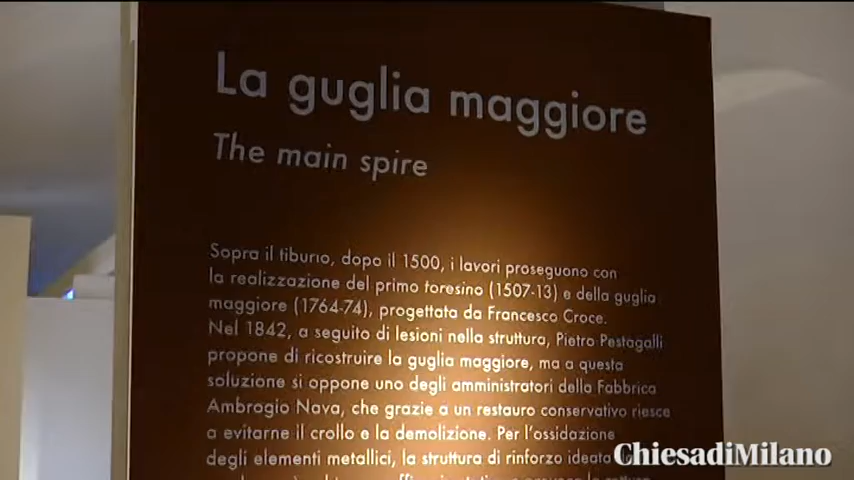 La guglia maggiore
The main spire
Sopra il tiburio, dopo il 1500, i lavori proseguono con
la realizzazione del primo torresino (1507-13) e della guglia
maggiore (1764-74), progettata da Francesco Croce.
Nel 1842, a seguito di lesioni nella struttura, Pietro Pestagalli
propone di ricostruire la guglia maggiore, ma a questa
soluzione si oppone uno degli amministratori della Fabbrica
Ambrogio Nava, che grazie a un restauro conservativo riesce
a evitarne il crollo e la demolizione. Per l'ossidazione
degli elementi metallici, la struttura di rinforzo ideata
ChiesadiMilano